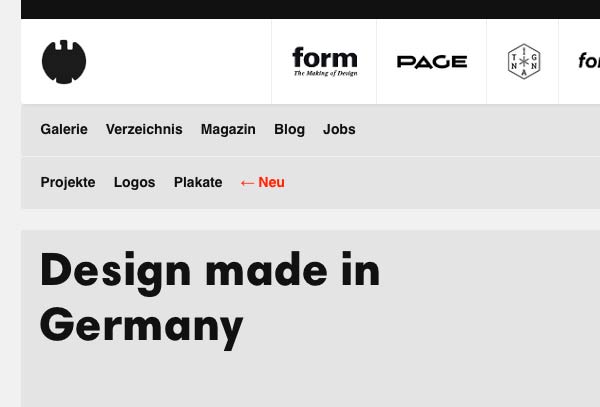 form
The Making of Design
PAGE
Galerie Verzeichnis Magazin Blog Jobs
Projekte Logos Plakate ← Neu
Design made in
Germany